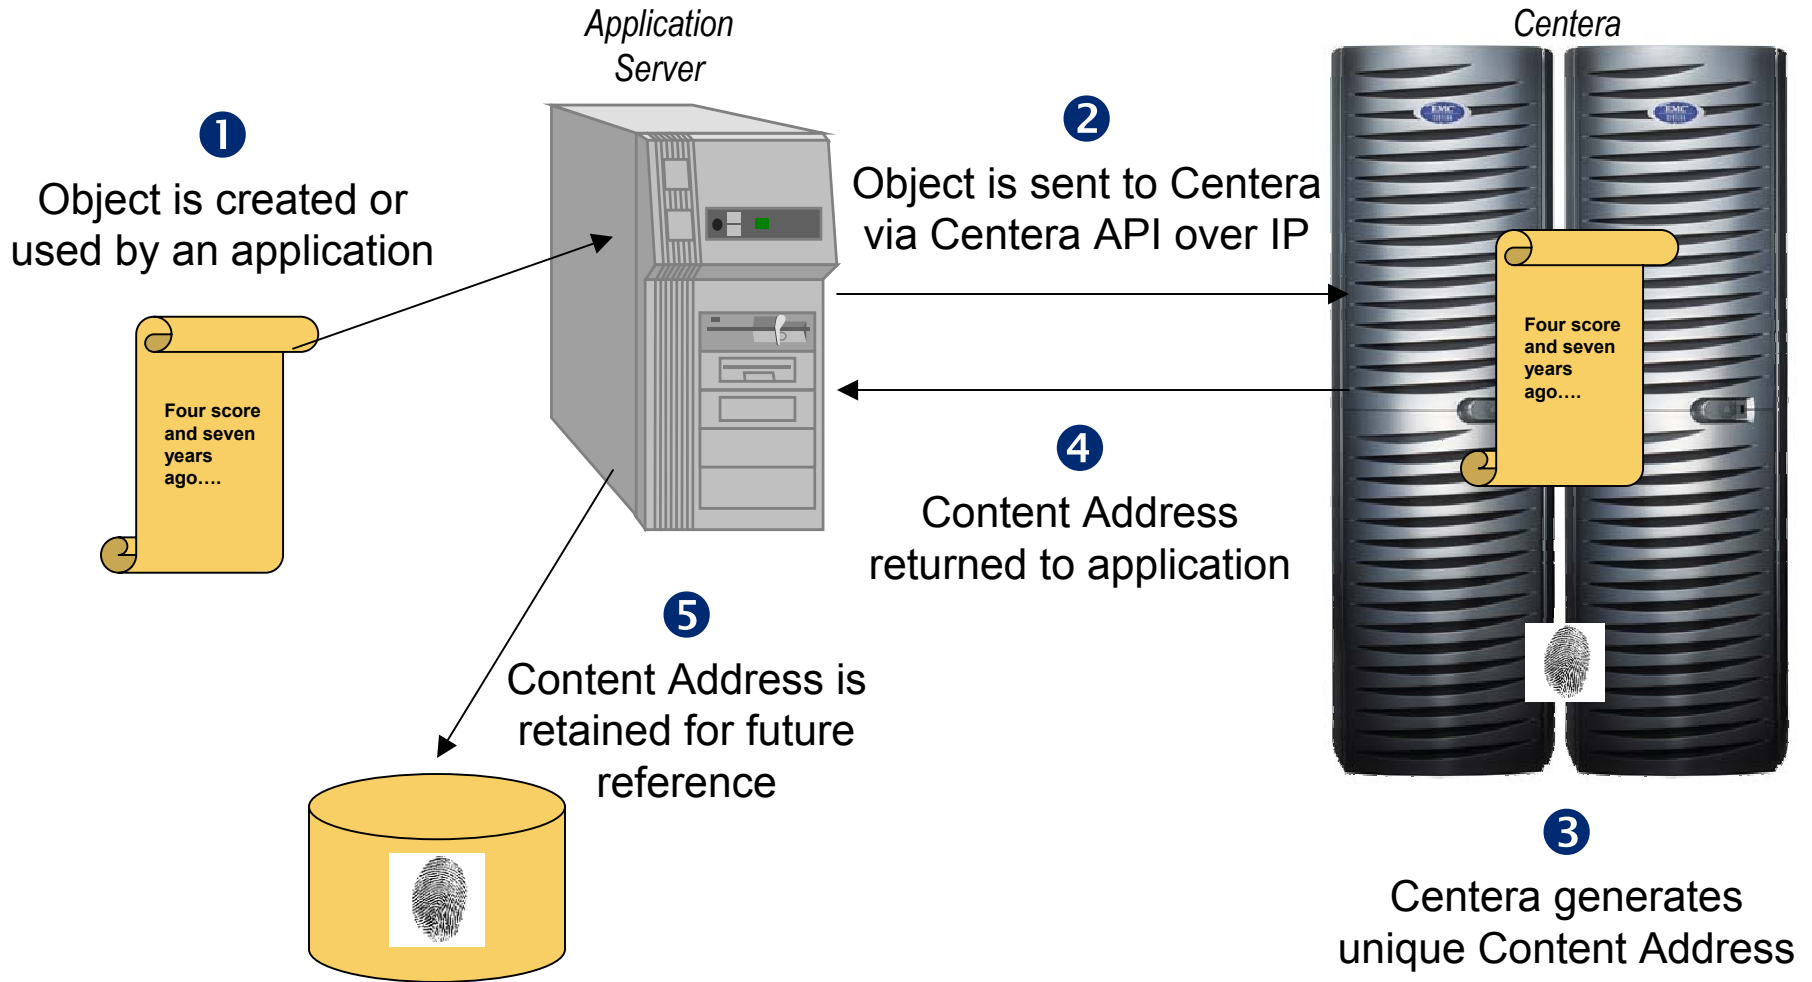 Application
Server
Centera
1
Object is created or
used by an application
Four score
and seven
years
ago….
2
Object is sent to Centera
via Centera API over IP
EMC
EMC
Four score
and seven
years
ago….
4
Content Address
returned to application
5
Content Address is
retained for future
reference
3
Centera generates
unique Content Address